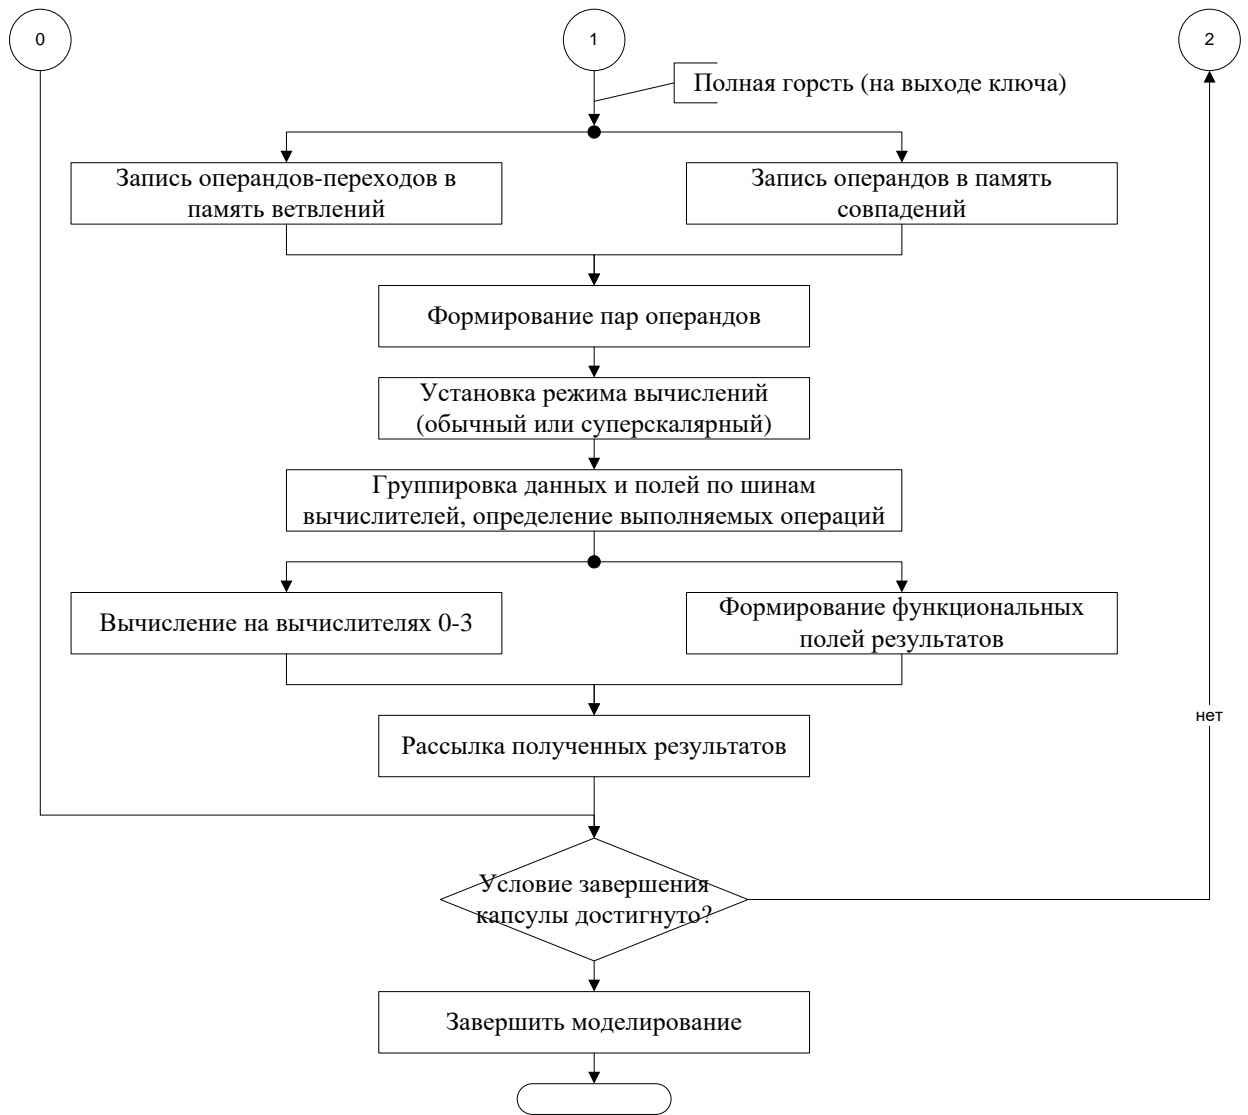 0
1
2
Полная горсть (на выходе ключа)
Запись операндов-переходов в
память ветвлений
Запись операндов в память
совпадений
Формирование пар операндов
Установка режима вычислений
(обычный или суперскалярный)
Группировка данных и полей по шинам
вычислителей, определение выполняемых операций
Вычисление на вычислителях 0-3
Формирование функциональных
полей результатов
нет
Рассылка полученных результатов
Условие завершения
капсулы достигнуто?
Завершить моделирование